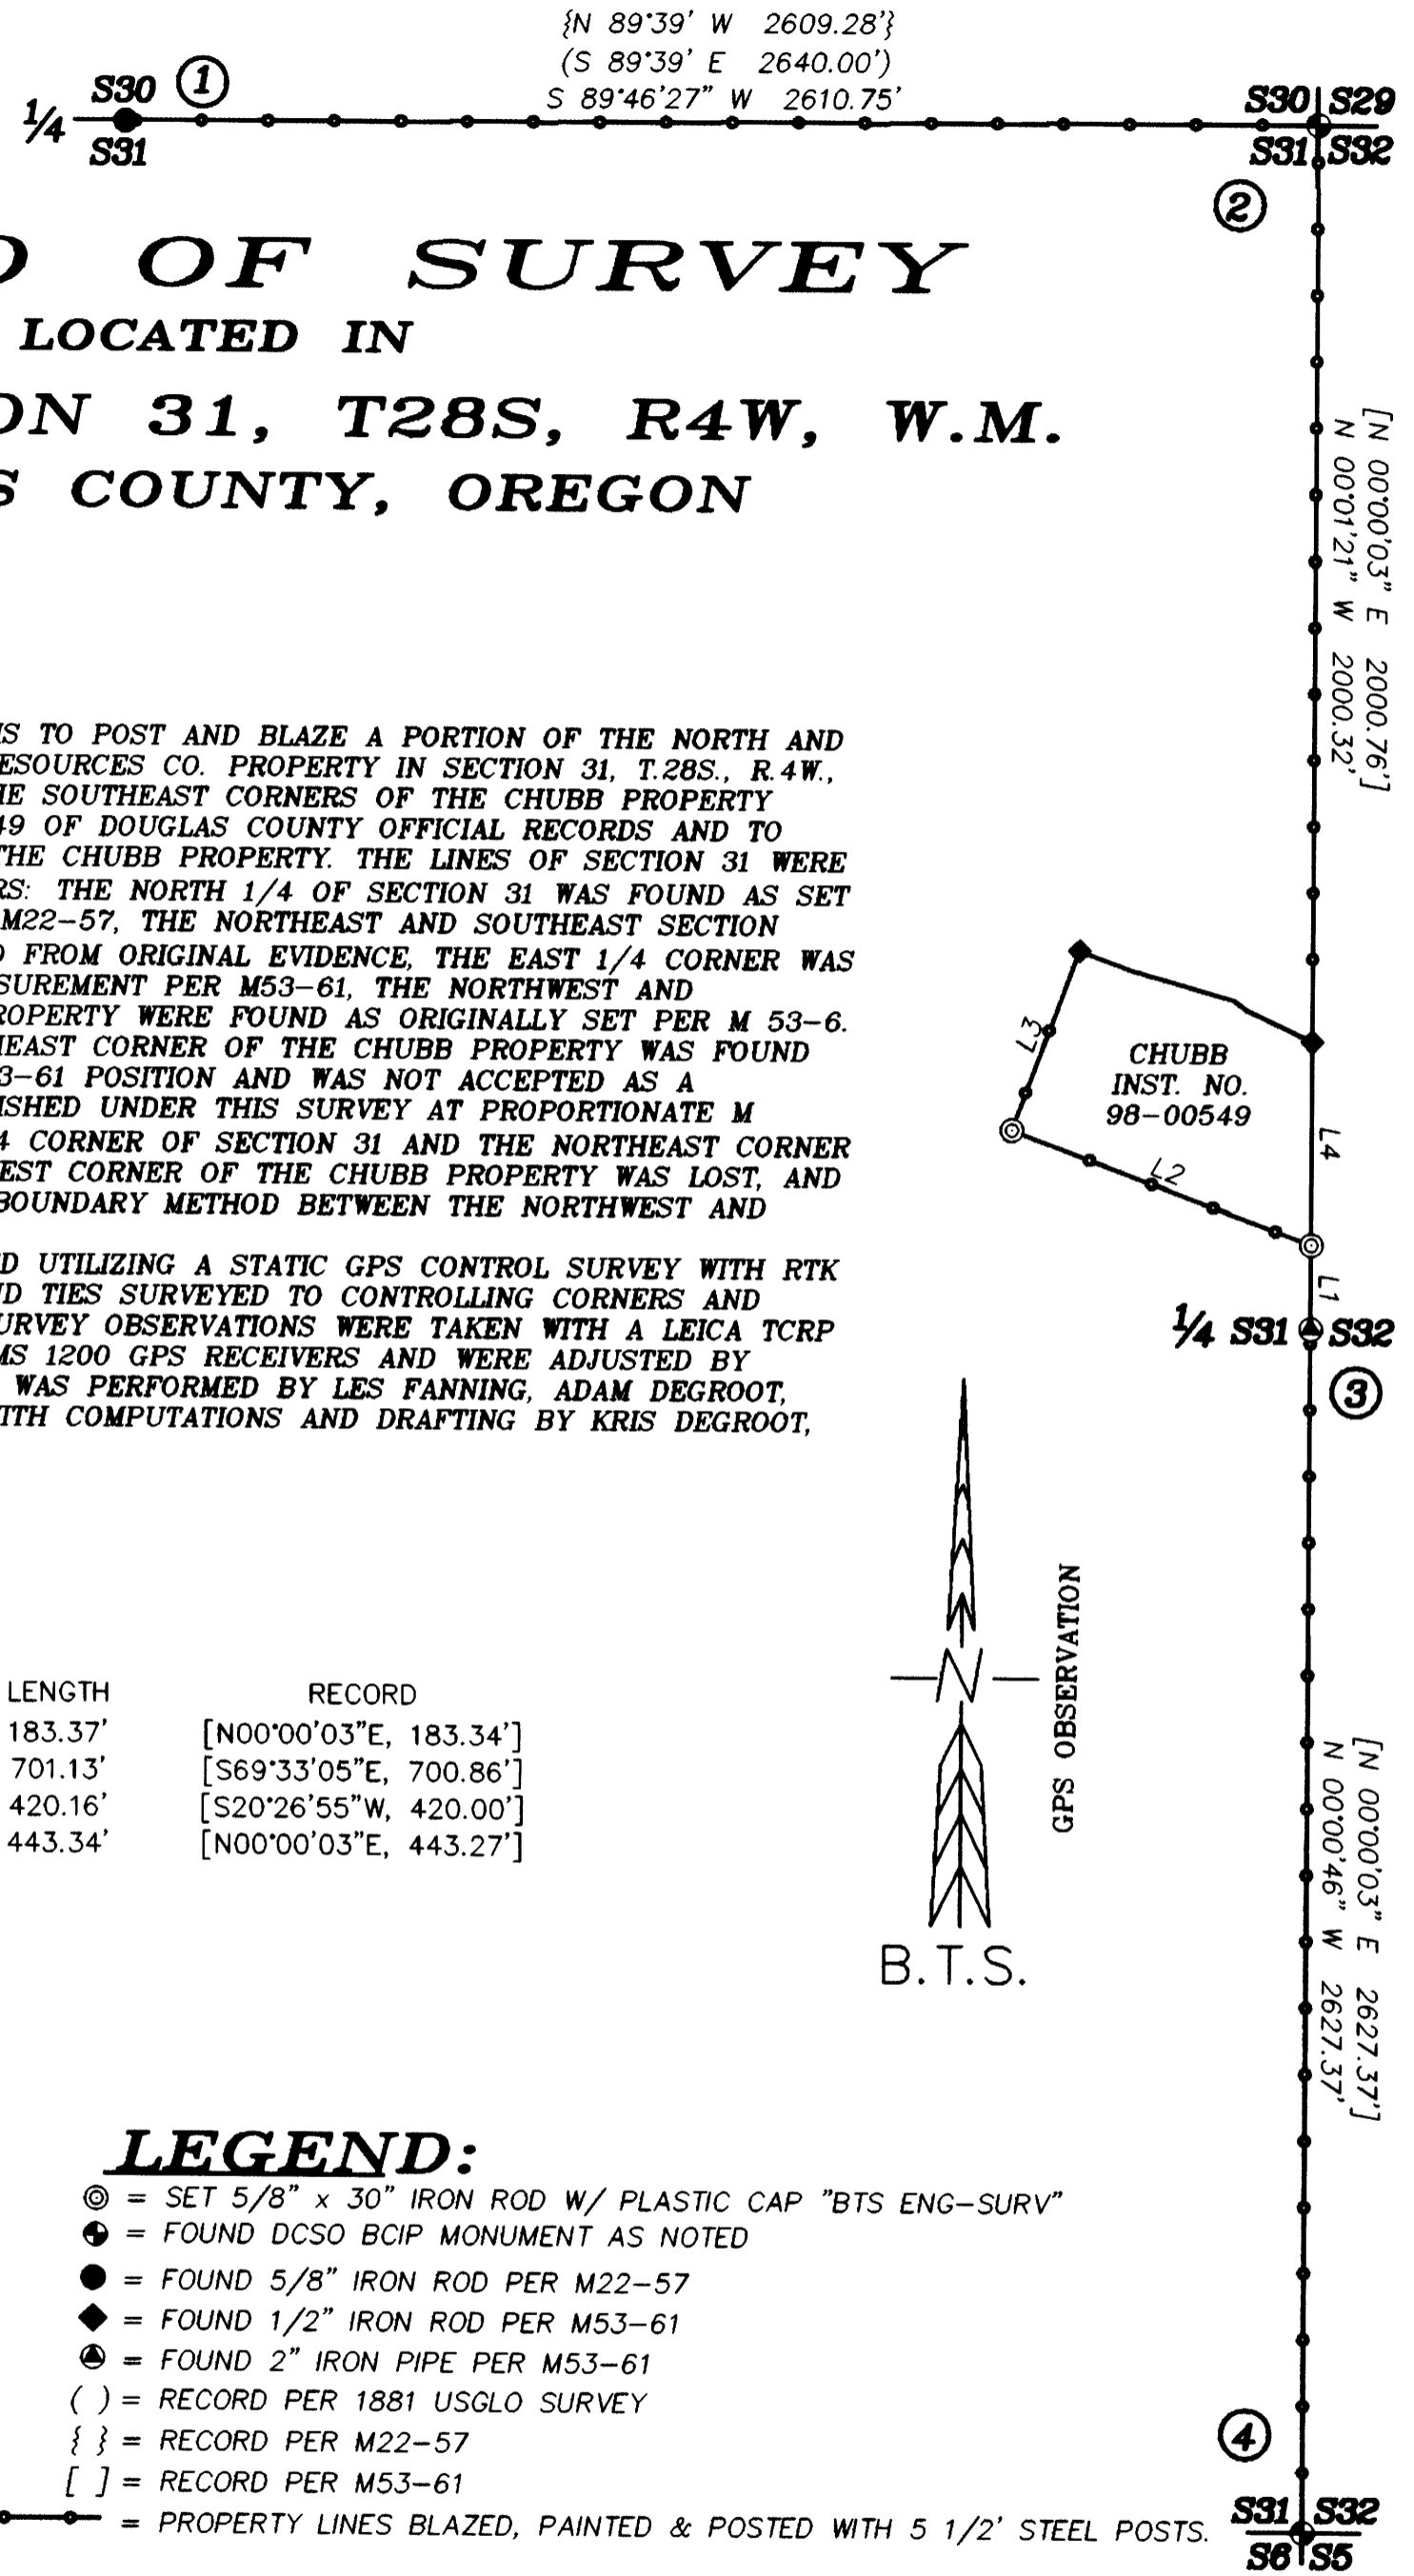 {N 89°39' W 2609.28'}
(S 89°39' E 2640.00')
S 89°46'27" W 2610.75'
1/4 S30 1
S31
S30 S29
S31 S32
2
OF SURVEY
LOCATED IN
ON 31, T28S, R4W, W.M.
S COUNTY, OREGON
[N 00°00'03" E 2000.76']
N 00°01'21" W 2000.32'
IS TO POST AND BLAZE A PORTION OF THE NORTH AND
ESOURCES CO. PROPERTY IN SECTION 31, T.28S., R.4W.,
HE SOUTHEAST CORNERS OF THE CHUBB PROPERTY
49 OF DOUGLAS COUNTY OFFICIAL RECORDS AND TO
THE CHUBB PROPERTY. THE LINES OF SECTION 31 WERE
RS: THE NORTH 1/4 OF SECTION 31 WAS FOUND AS SET
M22-57, THE NORTHEAST AND SOUTHEAST SECTION
D FROM ORIGINAL EVIDENCE, THE EAST 1/4 CORNER WAS
SUREMENT PER M53-61, THE NORTHWEST AND
ROPERTY WERE FOUND AS ORIGINALLY SET PER M 53-6.
HEAST CORNER OF THE CHUBB PROPERTY WAS FOUND
3-61 POSITION AND WAS NOT ACCEPTED AS A
ISHED UNDER THIS SURVEY AT PROPORTIONATE M
4 CORNER OF SECTION 31 AND THE NORTHEAST CORNER
EST CORNER OF THE CHUBB PROPERTY WAS LOST, AND
BOUNDARY METHOD BETWEEN THE NORTHWEST AND
D UTILIZING A STATIC GPS CONTROL SURVEY WITH RTK
ND TIES SURVEYED TO CONTROLLING CORNERS AND
URVEY OBSERVATIONS WERE TAKEN WITH A LEICA TCRP
MS 1200 GPS RECEIVERS AND WERE ADJUSTED BY
WAS PERFORMED BY LES FANNING, ADAM DEGROOT,
ITH COMPUTATIONS AND DRAFTING BY KRIS DEGROOT,
L3
CHUBB
INST. NO.
98-00549
L4
L2
L1
1/4 S31 S32
3
N
GPS OBSERVATION
B.T.S.
LENGTH RECORD
183.37' [N00°00'03"E, 183.34']
701.13' [S69°33'05"E, 700.86']
420.16' [S20°26'55"W, 420.00']
443.34' [N00°00'03"E, 443.27']
[N 00°00'03" E 2627.37']
N 00°00'46" W 2627.37'
LEGEND:
= SET 5/8" x 30" IRON ROD W/ PLASTIC CAP "BTS ENG-SURV"
= FOUND DCSO BCIP MONUMENT AS NOTED
= FOUND 5/8" IRON ROD PER M22-57
= FOUND 1/2" IRON ROD PER M53-61
= FOUND 2" IRON PIPE PER M53-61
( ) = RECORD PER 1881 USGLO SURVEY
{ } = RECORD PER M22-57
[ ] = RECORD PER M53-61
= PROPERTY LINES BLAZED, PAINTED & POSTED WITH 5 1/2' STEEL POSTS.
4
S31 S32
S6 S5